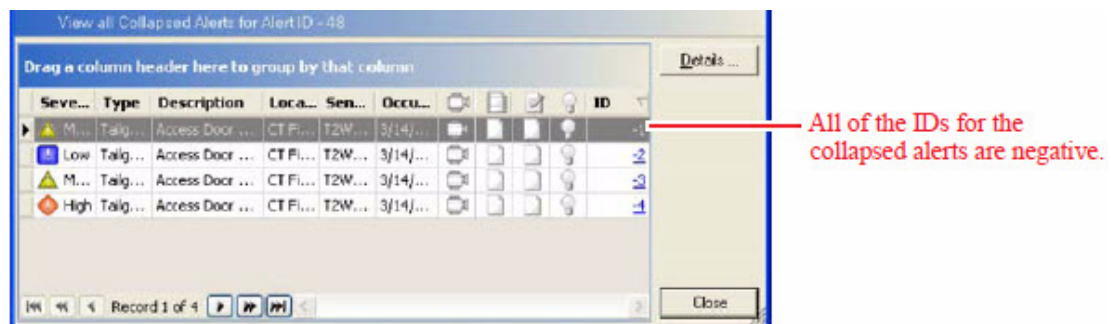 View all Collapsed Alerts for Alert ID - 48
Drag a column header here to group by that column
Details ...
Seve... Type Description Loca... Sen... Occu... ID
M... Tailg... Access Door ... CT Fi... T2W... 3/14/... -1
Low Tailg... Access Door ... CT Fi... T2W... 3/14/... -2
M... Tailg... Access Door ... CT Fi... T2W... 3/14/... -3
High Tailg... Access Door ... CT Fi... T2W... 3/14/... -4
All of the IDs for the
collapsed alerts are negative.
Record 1 of 4
Close